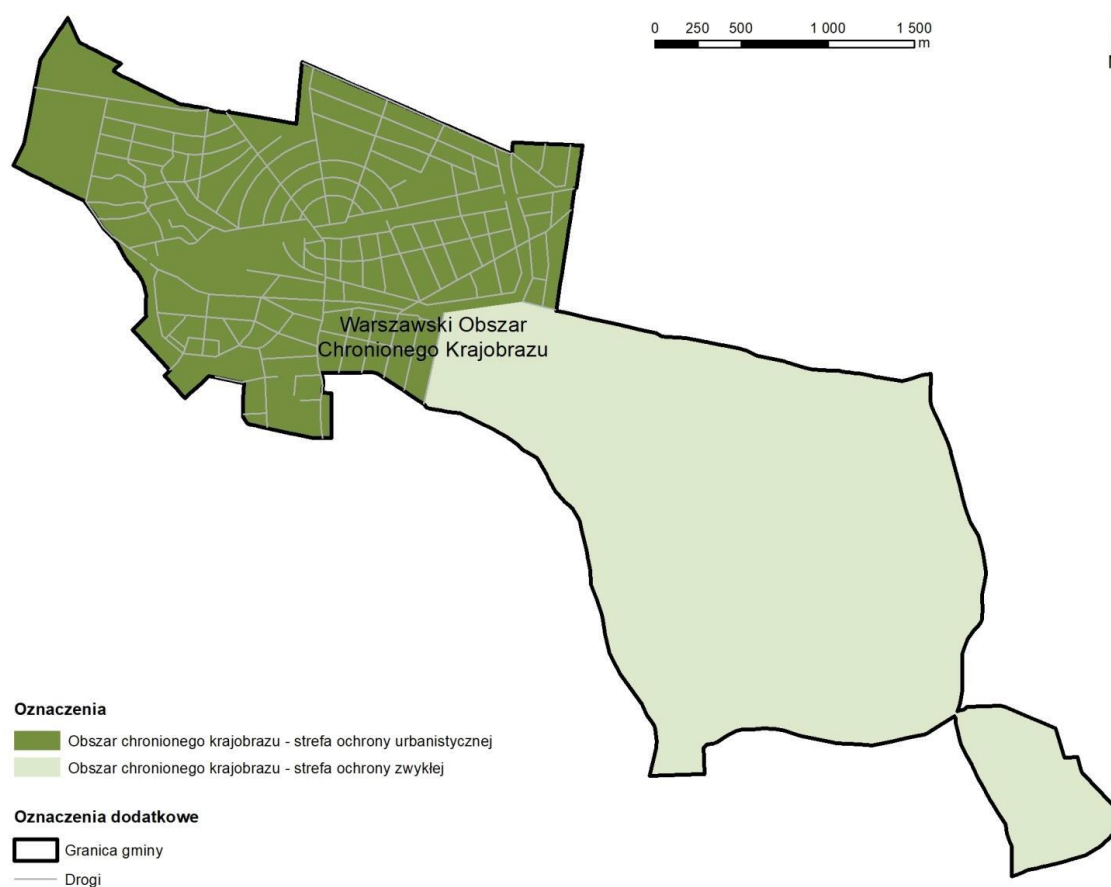 0 250 500 1 000 1 500
m
Warszawski Obszar
Chronionego Krajobrazu
Oznaczenia
Obszar chronionego krajobrazu - strefa ochrony urbanistycznej
Obszar chronionego krajobrazu - strefa ochrony zwykłej
Oznaczenia dodatkowe
Granica gminy
Drogi